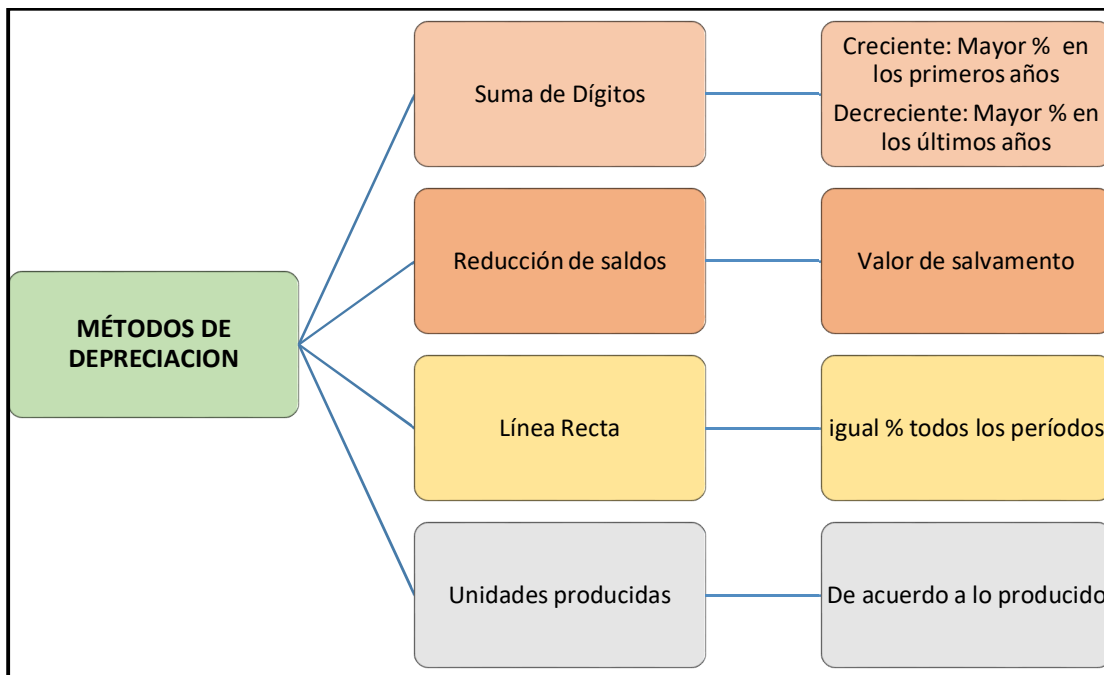 MÉTODOS DE
DEPRECIACION
Suma de Dígitos
Creciente: Mayor % en
los primeros años
Decreciente: Mayor % en
los últimos años
Reducción de saldos
Valor de salvamento
Línea Recta
igual % todos los períodos
Unidades producidas
De acuerdo a lo producido